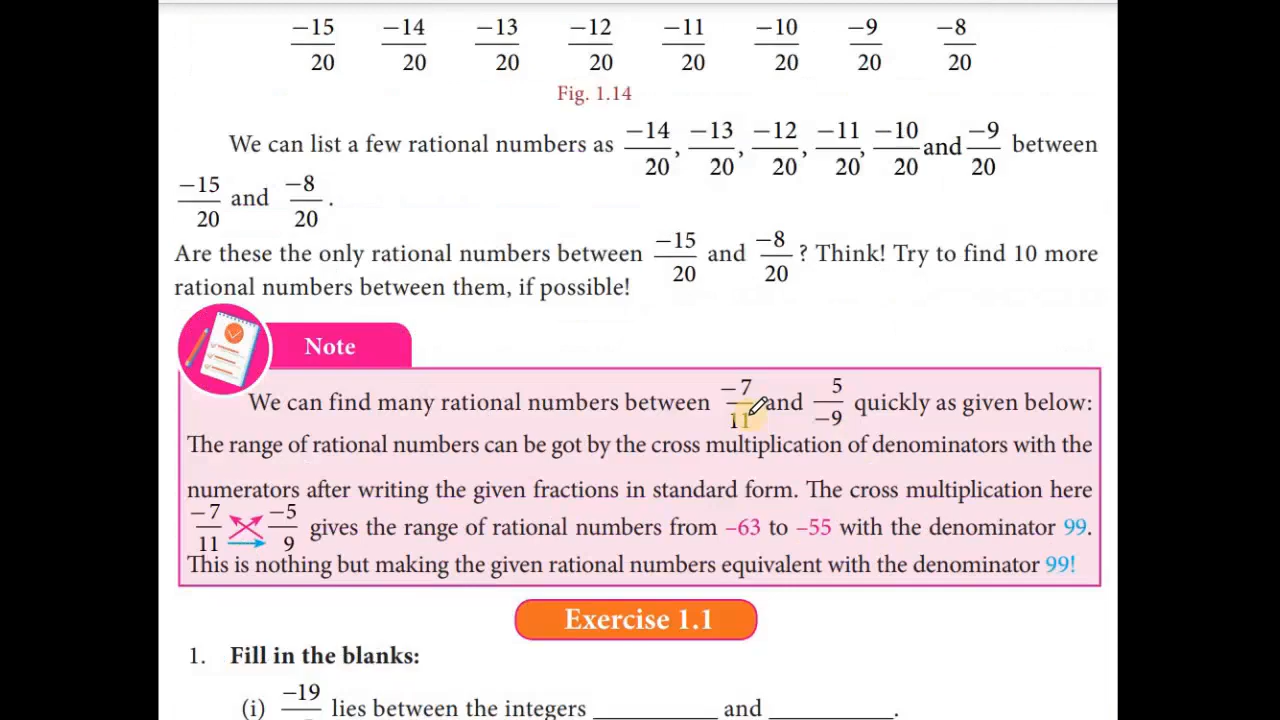 −15/20 −14/20 −13/20 −12/20 −11/20 −10/20 −9/20 −8/20
Fig. 1.14
We can list a few rational numbers as −14/20, −13/20, −12/20, −11/20, −10/20 and −9/20 between
−15/20 and −8/20 .
Are these the only rational numbers between −15/20 and −8/20 ? Think! Try to find 10 more
rational numbers between them, if possible!
Note
We can find many rational numbers between −7/11 and 5/−9 quickly as given below:
The range of rational numbers can be got by the cross multiplication of denominators with the
numerators after writing the given fractions in standard form. The cross multiplication here
−7/11 −5/9 gives the range of rational numbers from –63 to –55 with the denominator 99.
This is nothing but making the given rational numbers equivalent with the denominator 99!
Exercise 1.1
1. Fill in the blanks:
(i) −19 lies between the integers ________ and ________.